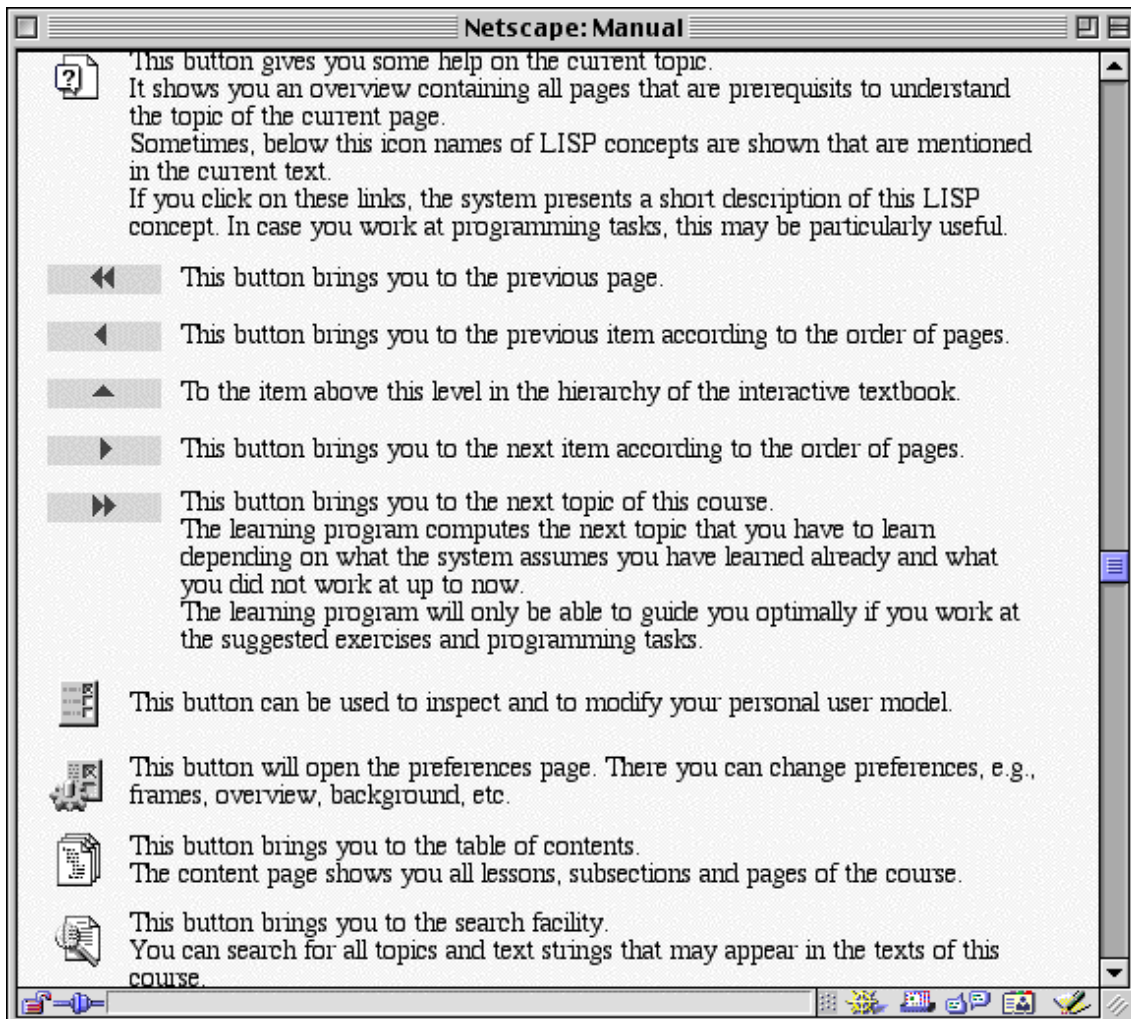 Netscape: Manual
This button gives you some help on the current topic.
It shows you an overview containing all pages that are prerequisits to understand
the topic of the current page.
Sometimes, below this icon names of LISP concepts are shown that are mentioned
in the current text.
If you click on these links, the system presents a short description of this LISP
concept. In case you work at programming tasks, this may be particularly useful.
This button brings you to the previous page.
This button brings you to the previous item according to the order of pages.
To the item above this level in the hierarchy of the interactive textbook.
This button brings you to the next item according to the order of pages.
This button brings you to the next topic of this course.
The learning program computes the next topic that you have to learn
depending on what the system assumes you have learned already and what
you did not work at up to now.
The learning program will only be able to guide you optimally if you work at
the suggested exercises and programming tasks.
This button can be used to inspect and to modify your personal user model.
This button will open the preferences page. There you can change preferences, e.g.,
frames, overview, background, etc.
This button brings you to the table of contents.
The content page shows you all lessons, subsections and pages of the course.
This button brings you to the search facility.
You can search for all topics and text strings that may appear in the texts of this
course.